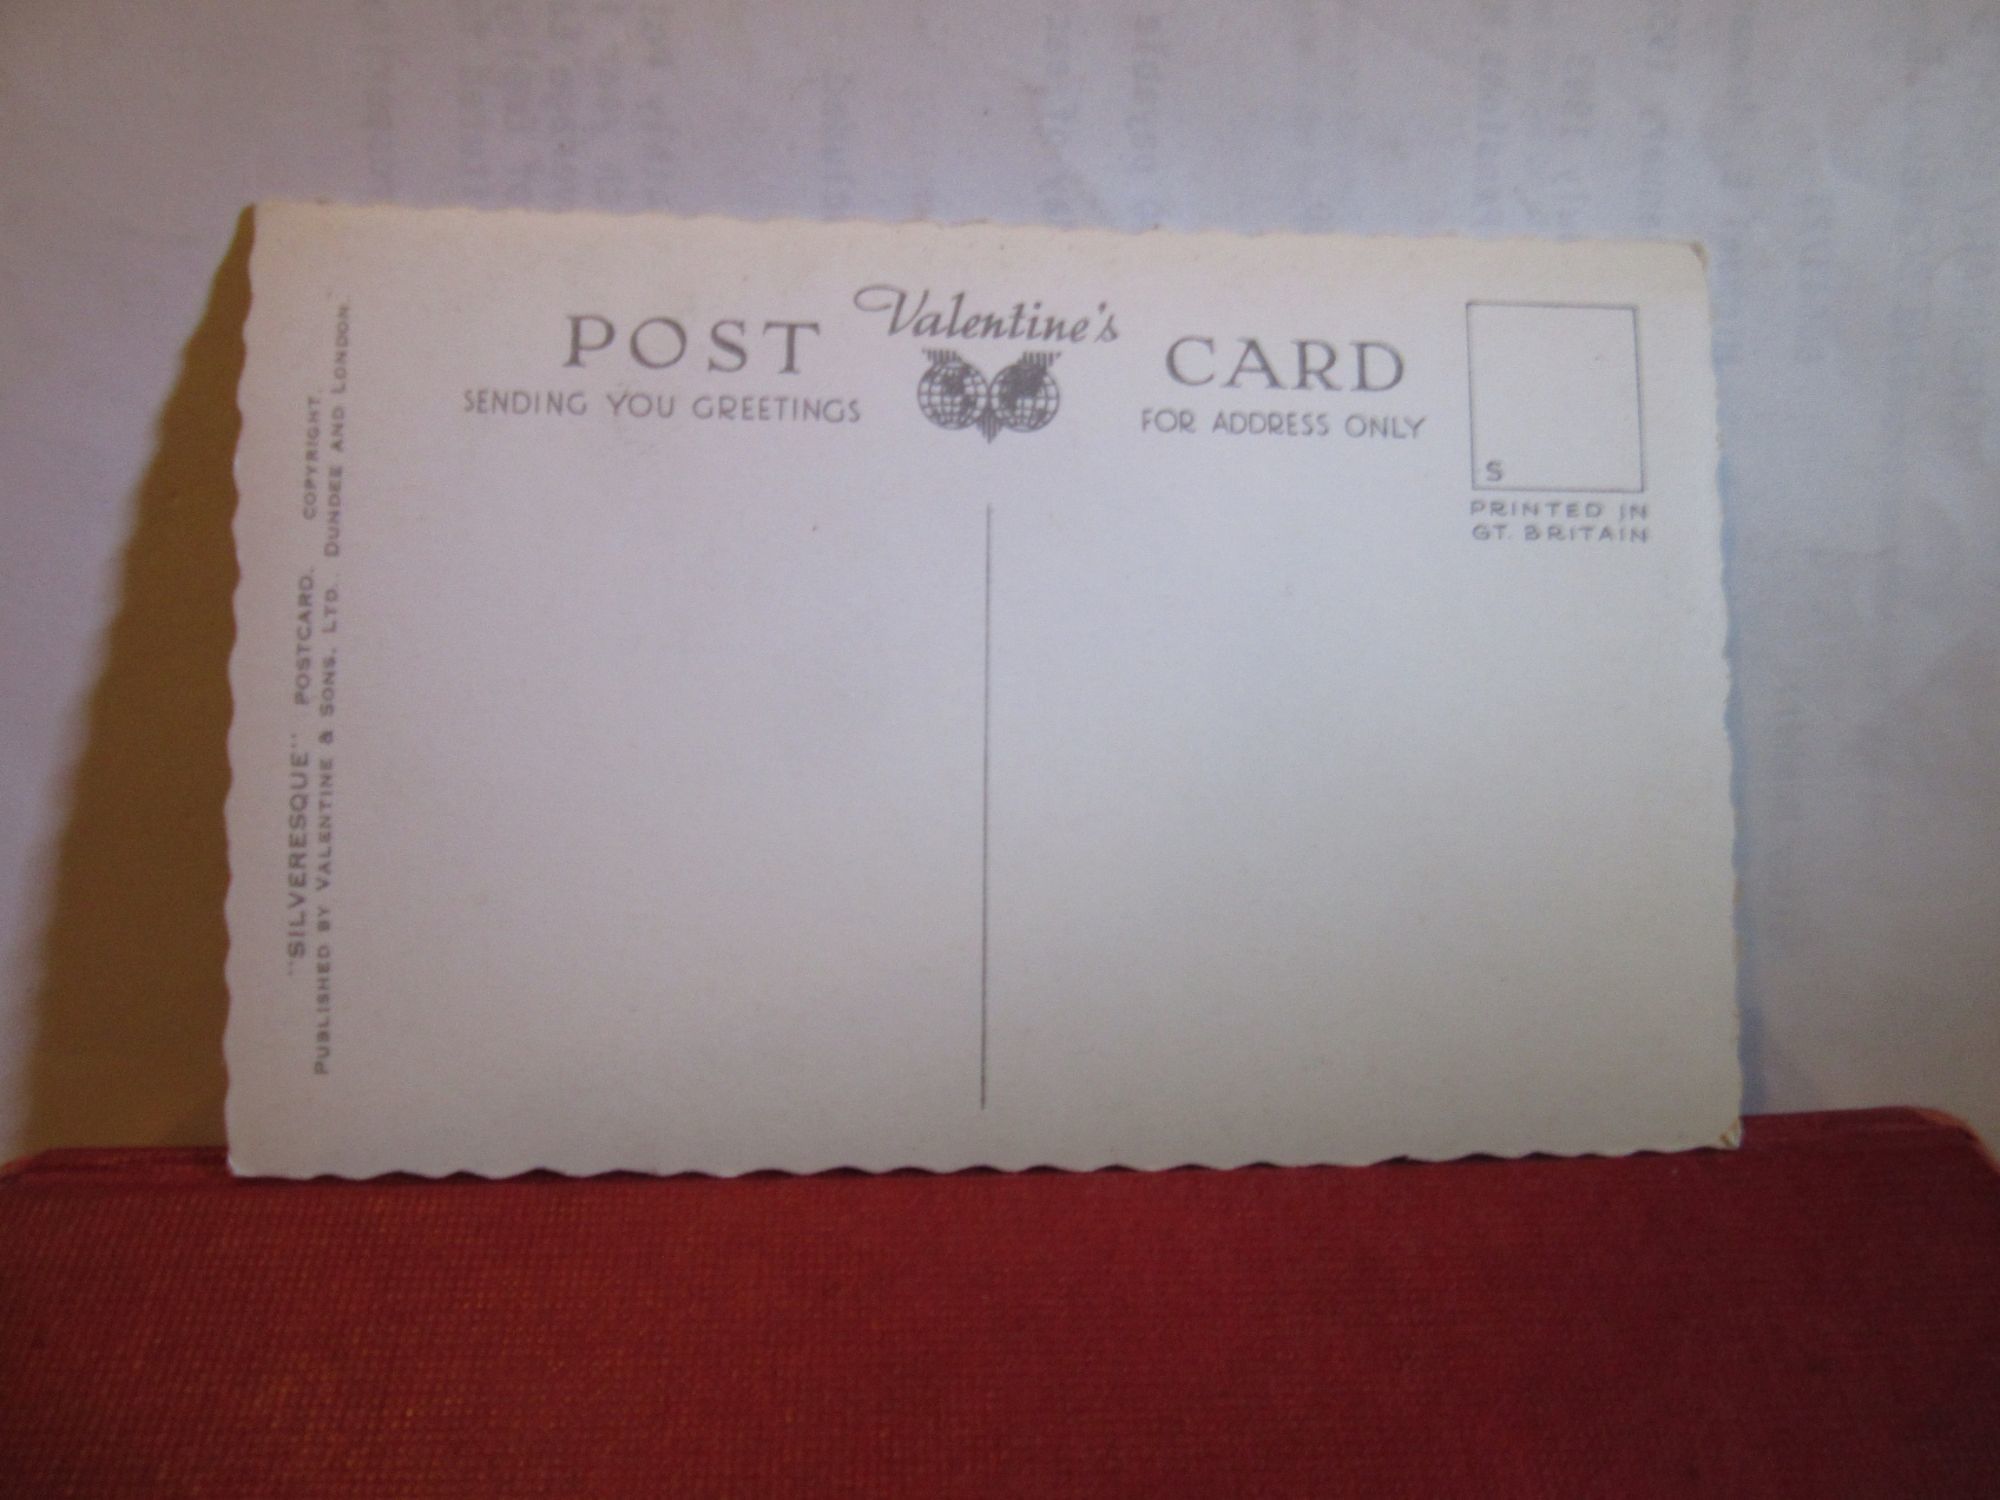 Valentine's
POST CARD
SENDING YOU GREETINGS
FOR ADDRESS ONLY
S
PRINTED IN
GT. BRITAIN
"SILVERESQUE" POSTCARD. COPYRIGHT.
PUBLISHED BY VALENTINE & SONS, LTD., DUNDEE AND LONDON.